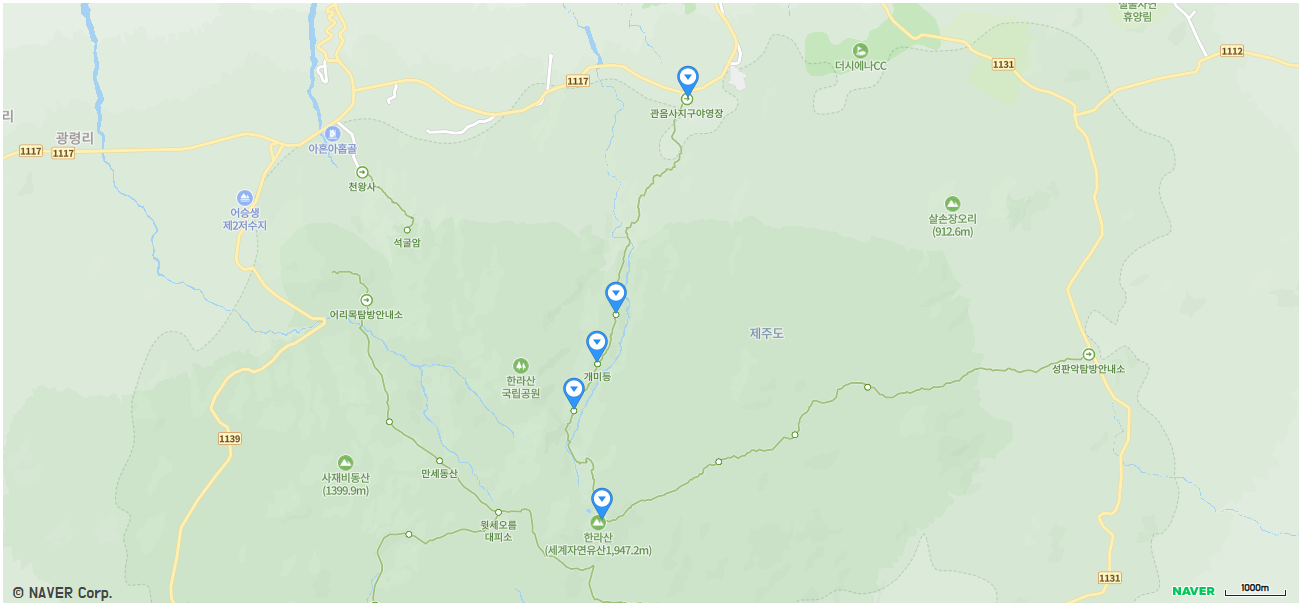 휴양림
1112
1131
더시에나CC
1117
관음사지구야영장
리
광령리
아흔아홉골
1117
1117
천왕사
어승생
제2저수지
석굴암
살손장오리
(912.6m)
어리목탐방안내소
제주도
한라산
국립공원
개미등
성판악탐방안내소
1139
사재비동산
(1399.9m)
만세동산
윗세오름
대피소
한라산
(세계자연유산1,947.2m)
1131
© NAVER Corp.
NAVER
1000m